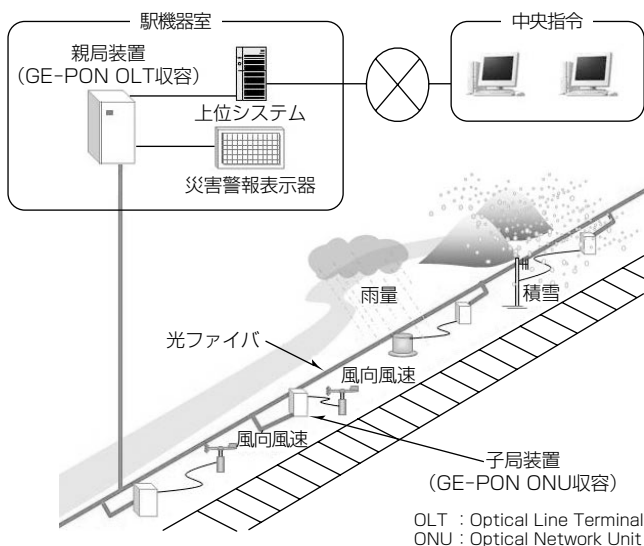 駅機器室
中央指令
親局装置
（GE-PON OLT収容）
上位システム
災害警報表示器
雨量
積雪
光ファイバ
風向風速
風向風速
子局装置
（GE-PON ONU収容）
OLT ：Optical Line Terminal
ONU ：Optical Network Unit